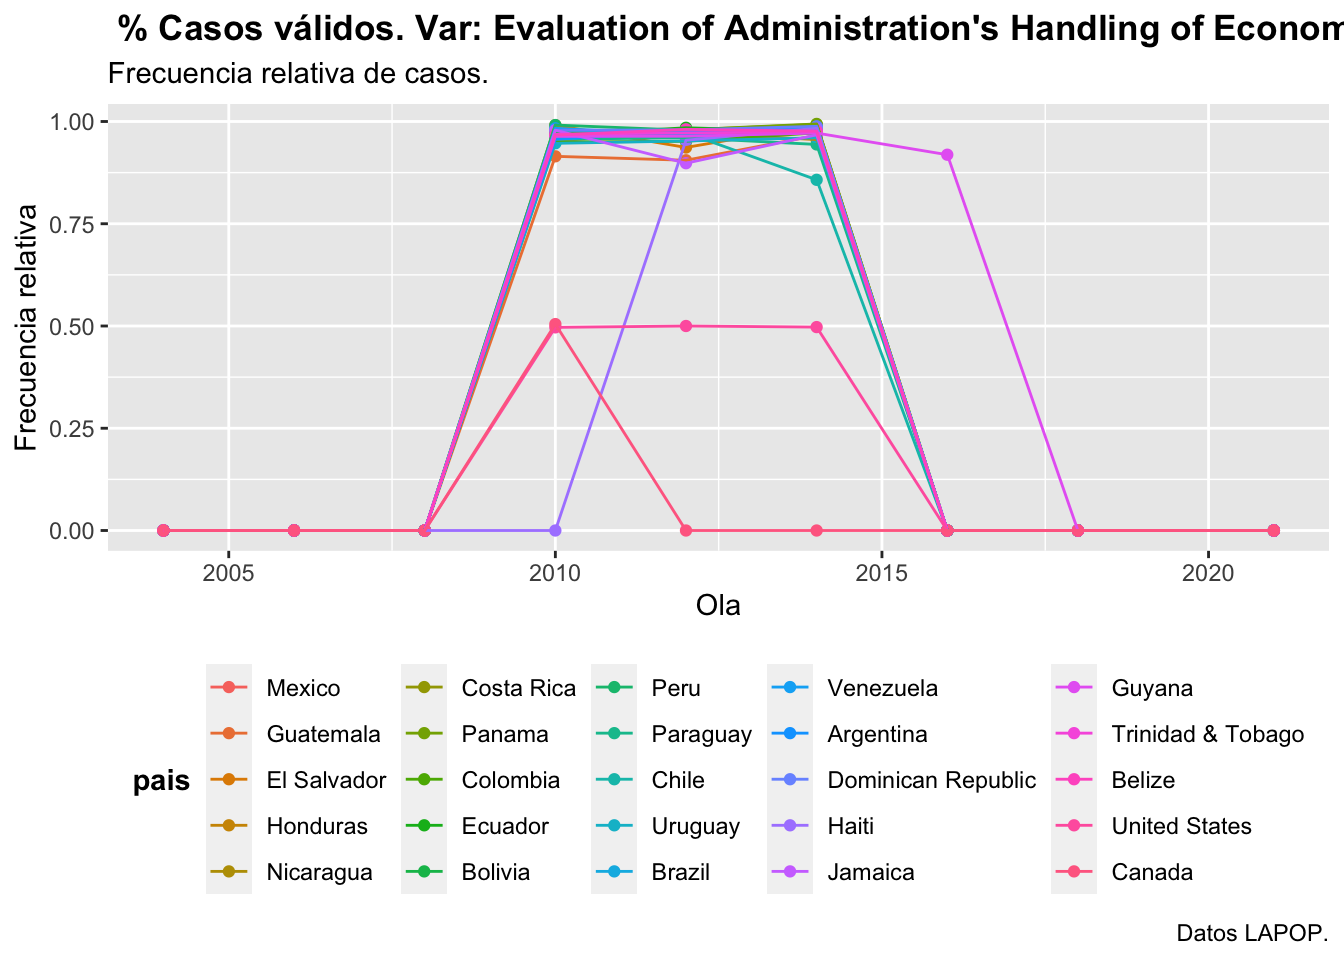 % Casos válidos. Var: Evaluation of Administration's Handling of Econom
Frecuencia relativa de casos.
Frecuencia relativa
1.00
0.75
0.50
0.25
0.00
2005 2010 2015 2020
Ola
pais
Mexico Costa Rica Peru Venezuela Guyana
Guatemala Panama Paraguay Argentina Trinidad & Tobago
El Salvador Colombia Chile Dominican Republic Belize
Honduras Ecuador Uruguay Haiti United States
Nicaragua Bolivia Brazil Jamaica Canada
Datos LAPOP.